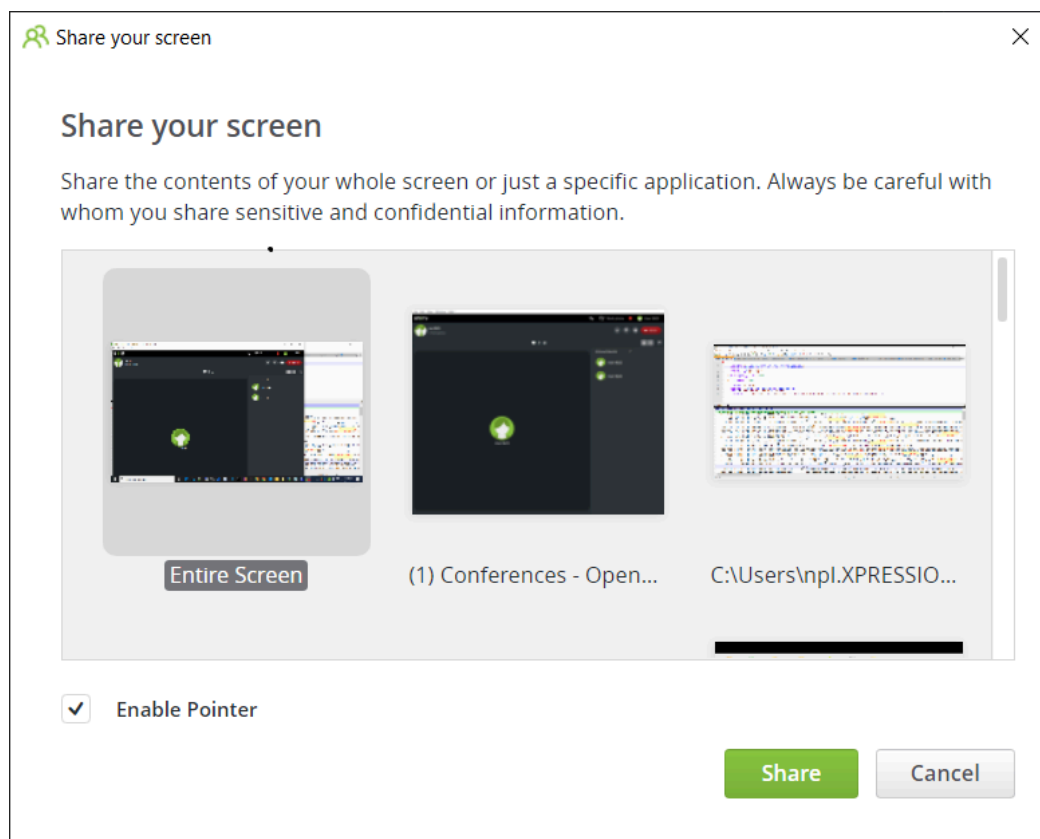 Share your screen
Share your screen
Share the contents of your whole screen or just a specific application. Always be careful with
whom you share sensitive and confidential information.
Entire Screen
(1) Conferences - Open...
C:\Users\npl.XPRESSIO...
Enable Pointer
Share
Cancel